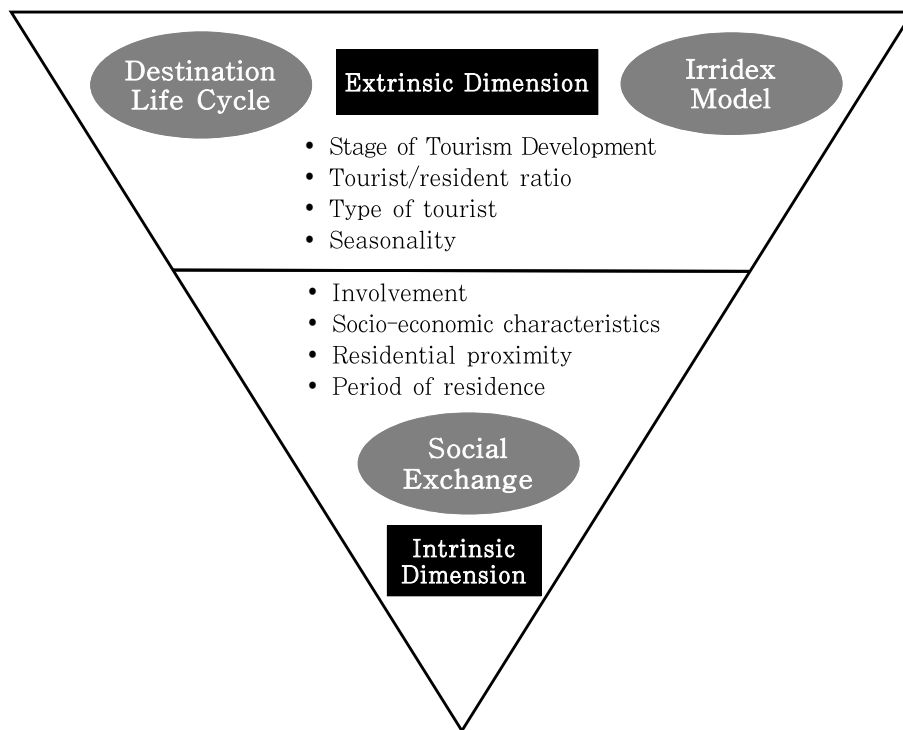 Destination
Life Cycle
Extrinsic Dimension
Irridex
Model
• Stage of Tourism Development
• Tourist/resident ratio
• Type of tourist
• Seasonality
• Involvement
• Socio-economic characteristics
• Residential proximity
• Period of residence
Social
Exchange
Intrinsic
Dimension